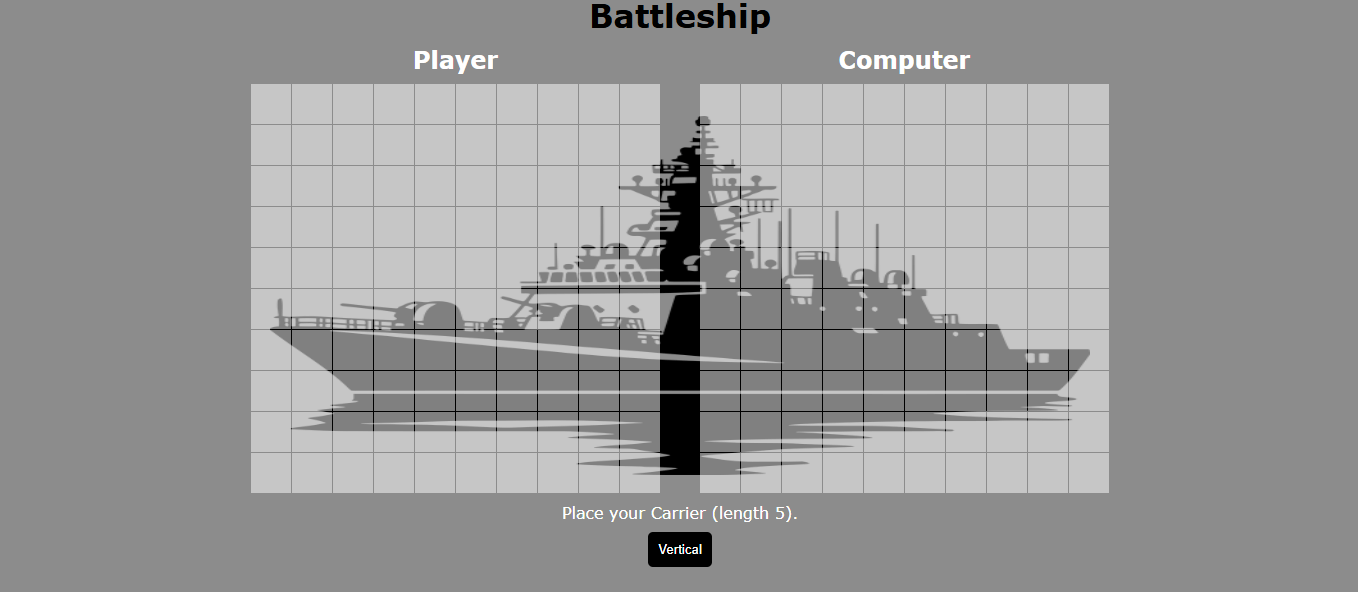 Battleship
Player
Computer
Place your Carrier (length 5).
Vertical